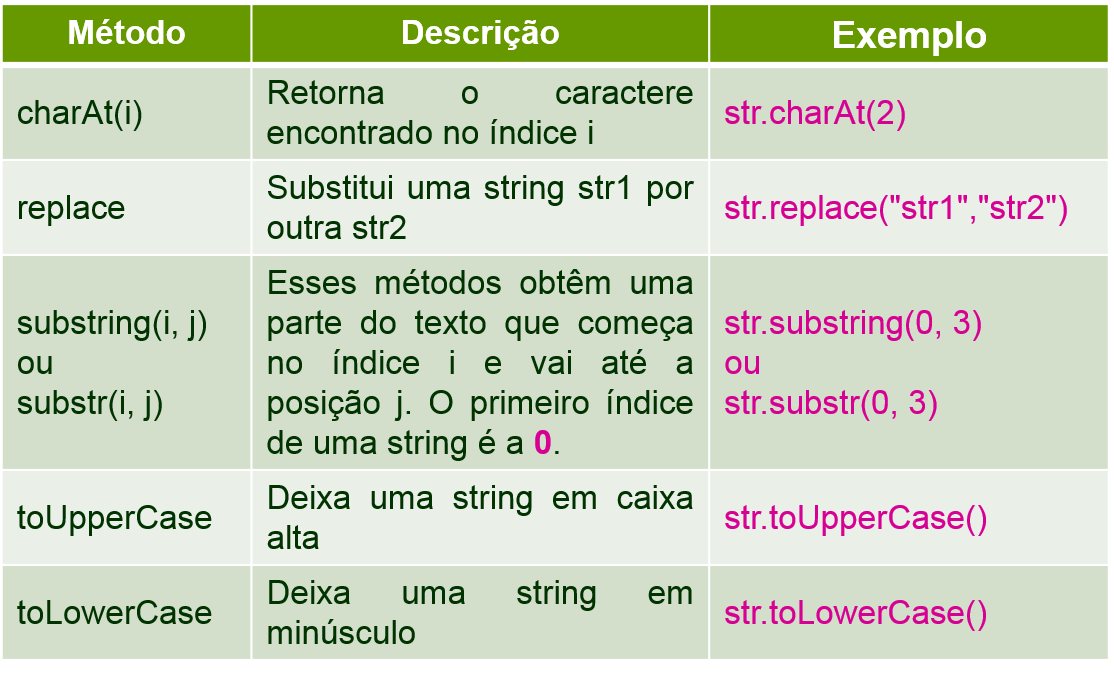 Método Descrição Exemplo
charAt(i)
Retorna o caractere
encontrado no índice i
str.charAt(2)
replace
Substitui uma string str1 por
outra str2
str.replace("str1","str2")
substring(i, j)
ou
substr(i, j)
Esses métodos obtêm uma
parte do texto que começa
no índice i e vai até a
posição j. O primeiro índice
de uma string é a 0.
str.substring(0, 3)
ou
str.substr(0, 3)
toUpperCase
Deixa uma string em caixa
alta
str.toUpperCase()
toLowerCase
Deixa uma string em
minúsculo
str.toLowerCase()